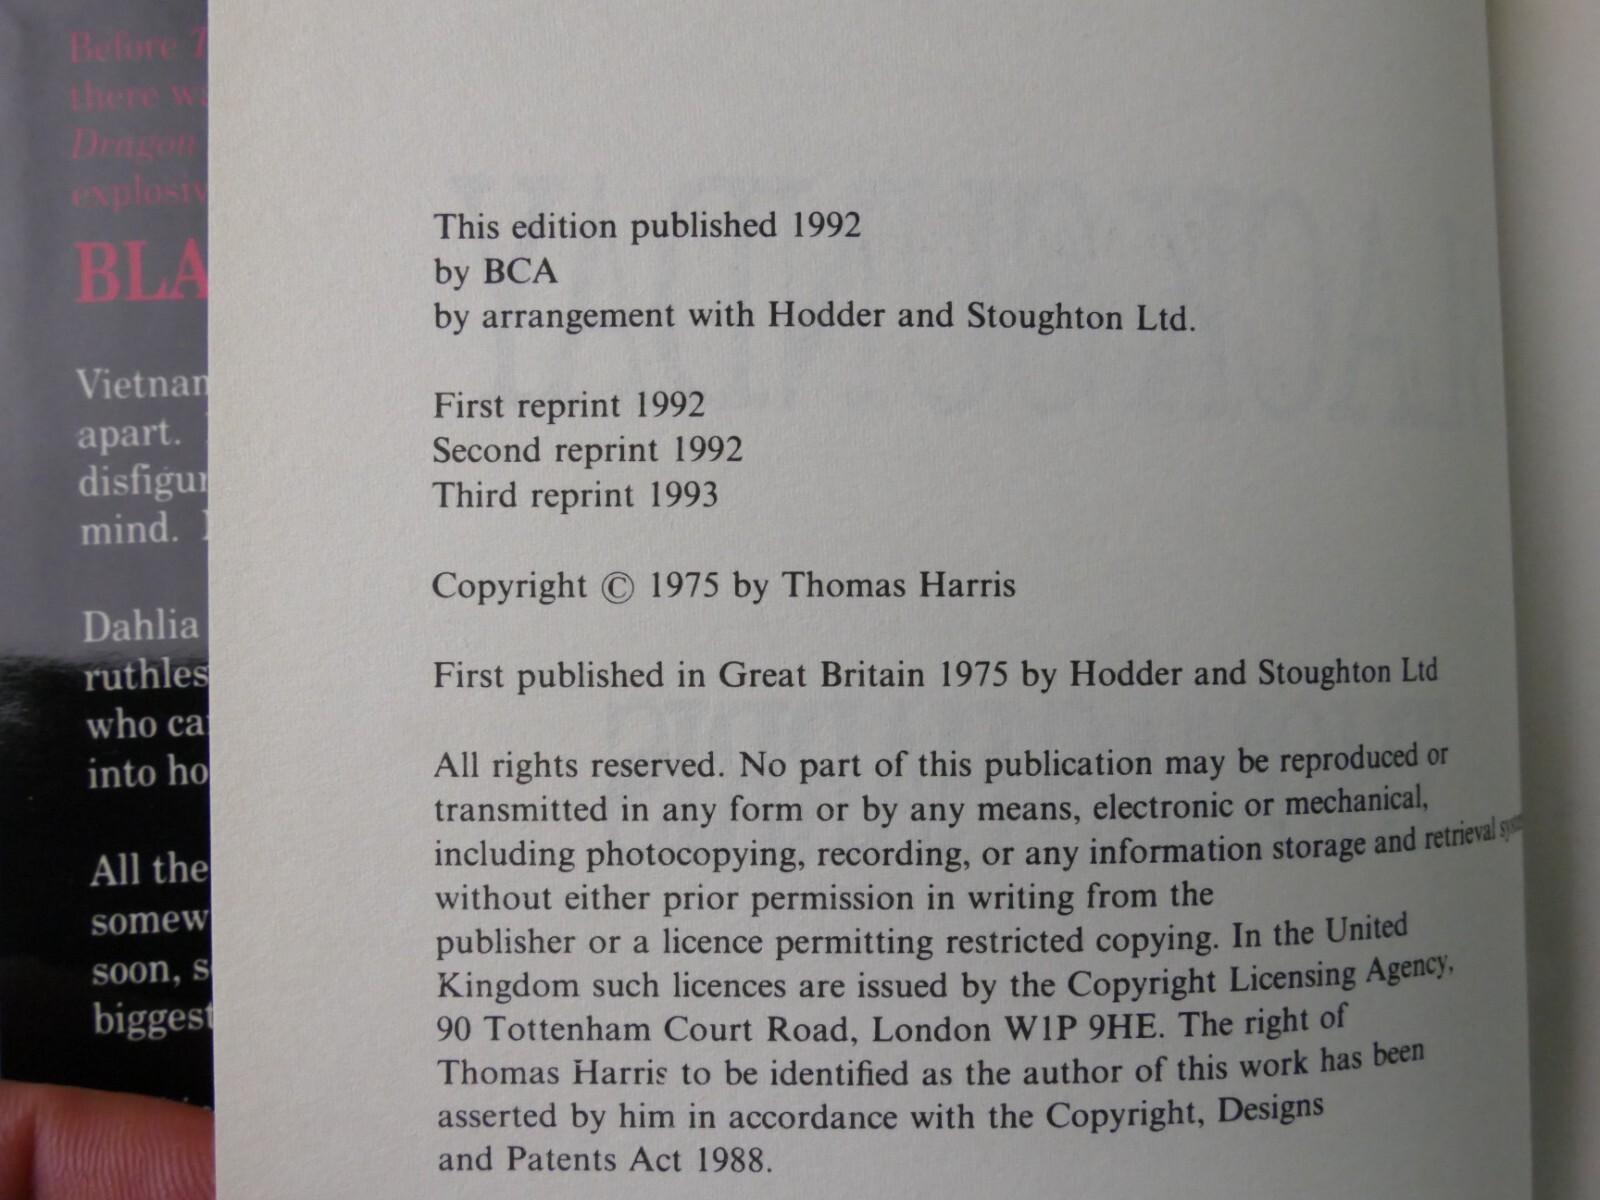 Before T
there wa
Dragon
explosiv
BLA
Vietnam
apart.
disfigur
mind.
Dahlia
ruthles
who ca
into ho
All the
somew
soon, s
biggest
This edition published 1992
by BCA
by arrangement with Hodder and Stoughton Ltd.
First reprint 1992
Second reprint 1992
Third reprint 1993
Copyright © 1975 by Thomas Harris
First published in Great Britain 1975 by Hodder and Stoughton Ltd
All rights reserved. No part of this publication may be reproduced or
transmitted in any form or by any means, electronic or mechanical,
including photocopying, recording, or any information storage and retrieval
without either prior permission in writing from the
publisher or a licence permitting restricted copying. In the United
Kingdom such licences are issued by the Copyright Licensing Agency,
90 Tottenham Court Road, London W1P 9HE. The right of
Thomas Harris to be identified as the author of this work has been
asserted by him in accordance with the Copyright, Designs
and Patents Act 1988.